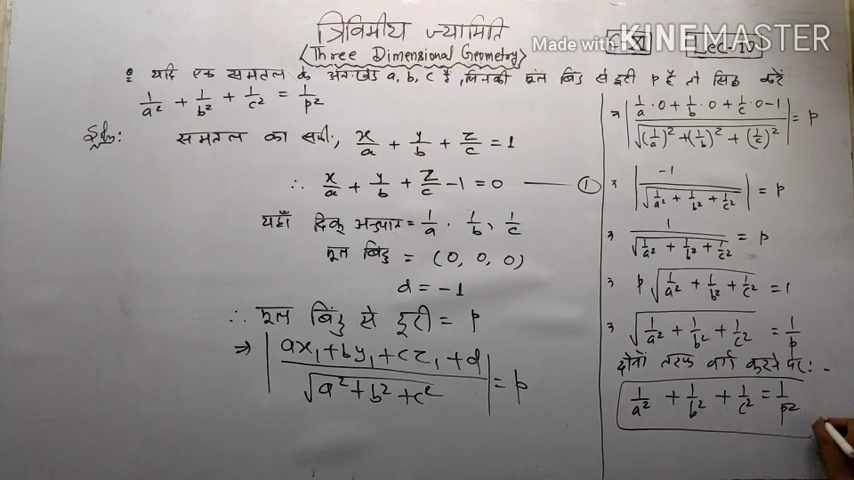 त्रिविमीय ज्यामिति
(Three Dimensional Geometry)
Made with KINEMASTER
Lec-10
यदि एक समतल के अन्तःखंड a, b, c है, जिनकी मूल बिंदु से दूरी p है तो सिद्ध करें
1/a² + 1/b² + 1/c² = 1/p²
Soln: समतल का समी., x/a + y/b + z/c = 1
∴ x/a + y/b + z/c - 1 = 0 — ①
यहाँ दिक् अनुपात = 1/a, 1/b, 1/c
मूल बिंदु = (0, 0, 0)
d = -1
∴ मूल बिंदु से दूरी = p
⇒ |(ax₁+by₁+cz₁+d)/√(a²+b²+c²)| = p
⇒ |(1/a·0 + 1/b·0 + 1/c·0 - 1)/√((1/a)² + (1/b)² + (1/c)²)| = p
⇒ |-1/√(1/a² + 1/b² + 1/c²)| = p
⇒ 1/√(1/a² + 1/b² + 1/c²) = p
⇒ p√(1/a² + 1/b² + 1/c²) = 1
⇒ √(1/a² + 1/b² + 1/c²) = 1/p
दोनों तरफ वर्ग करने पर:-
1/a² + 1/b² + 1/c² = 1/p²